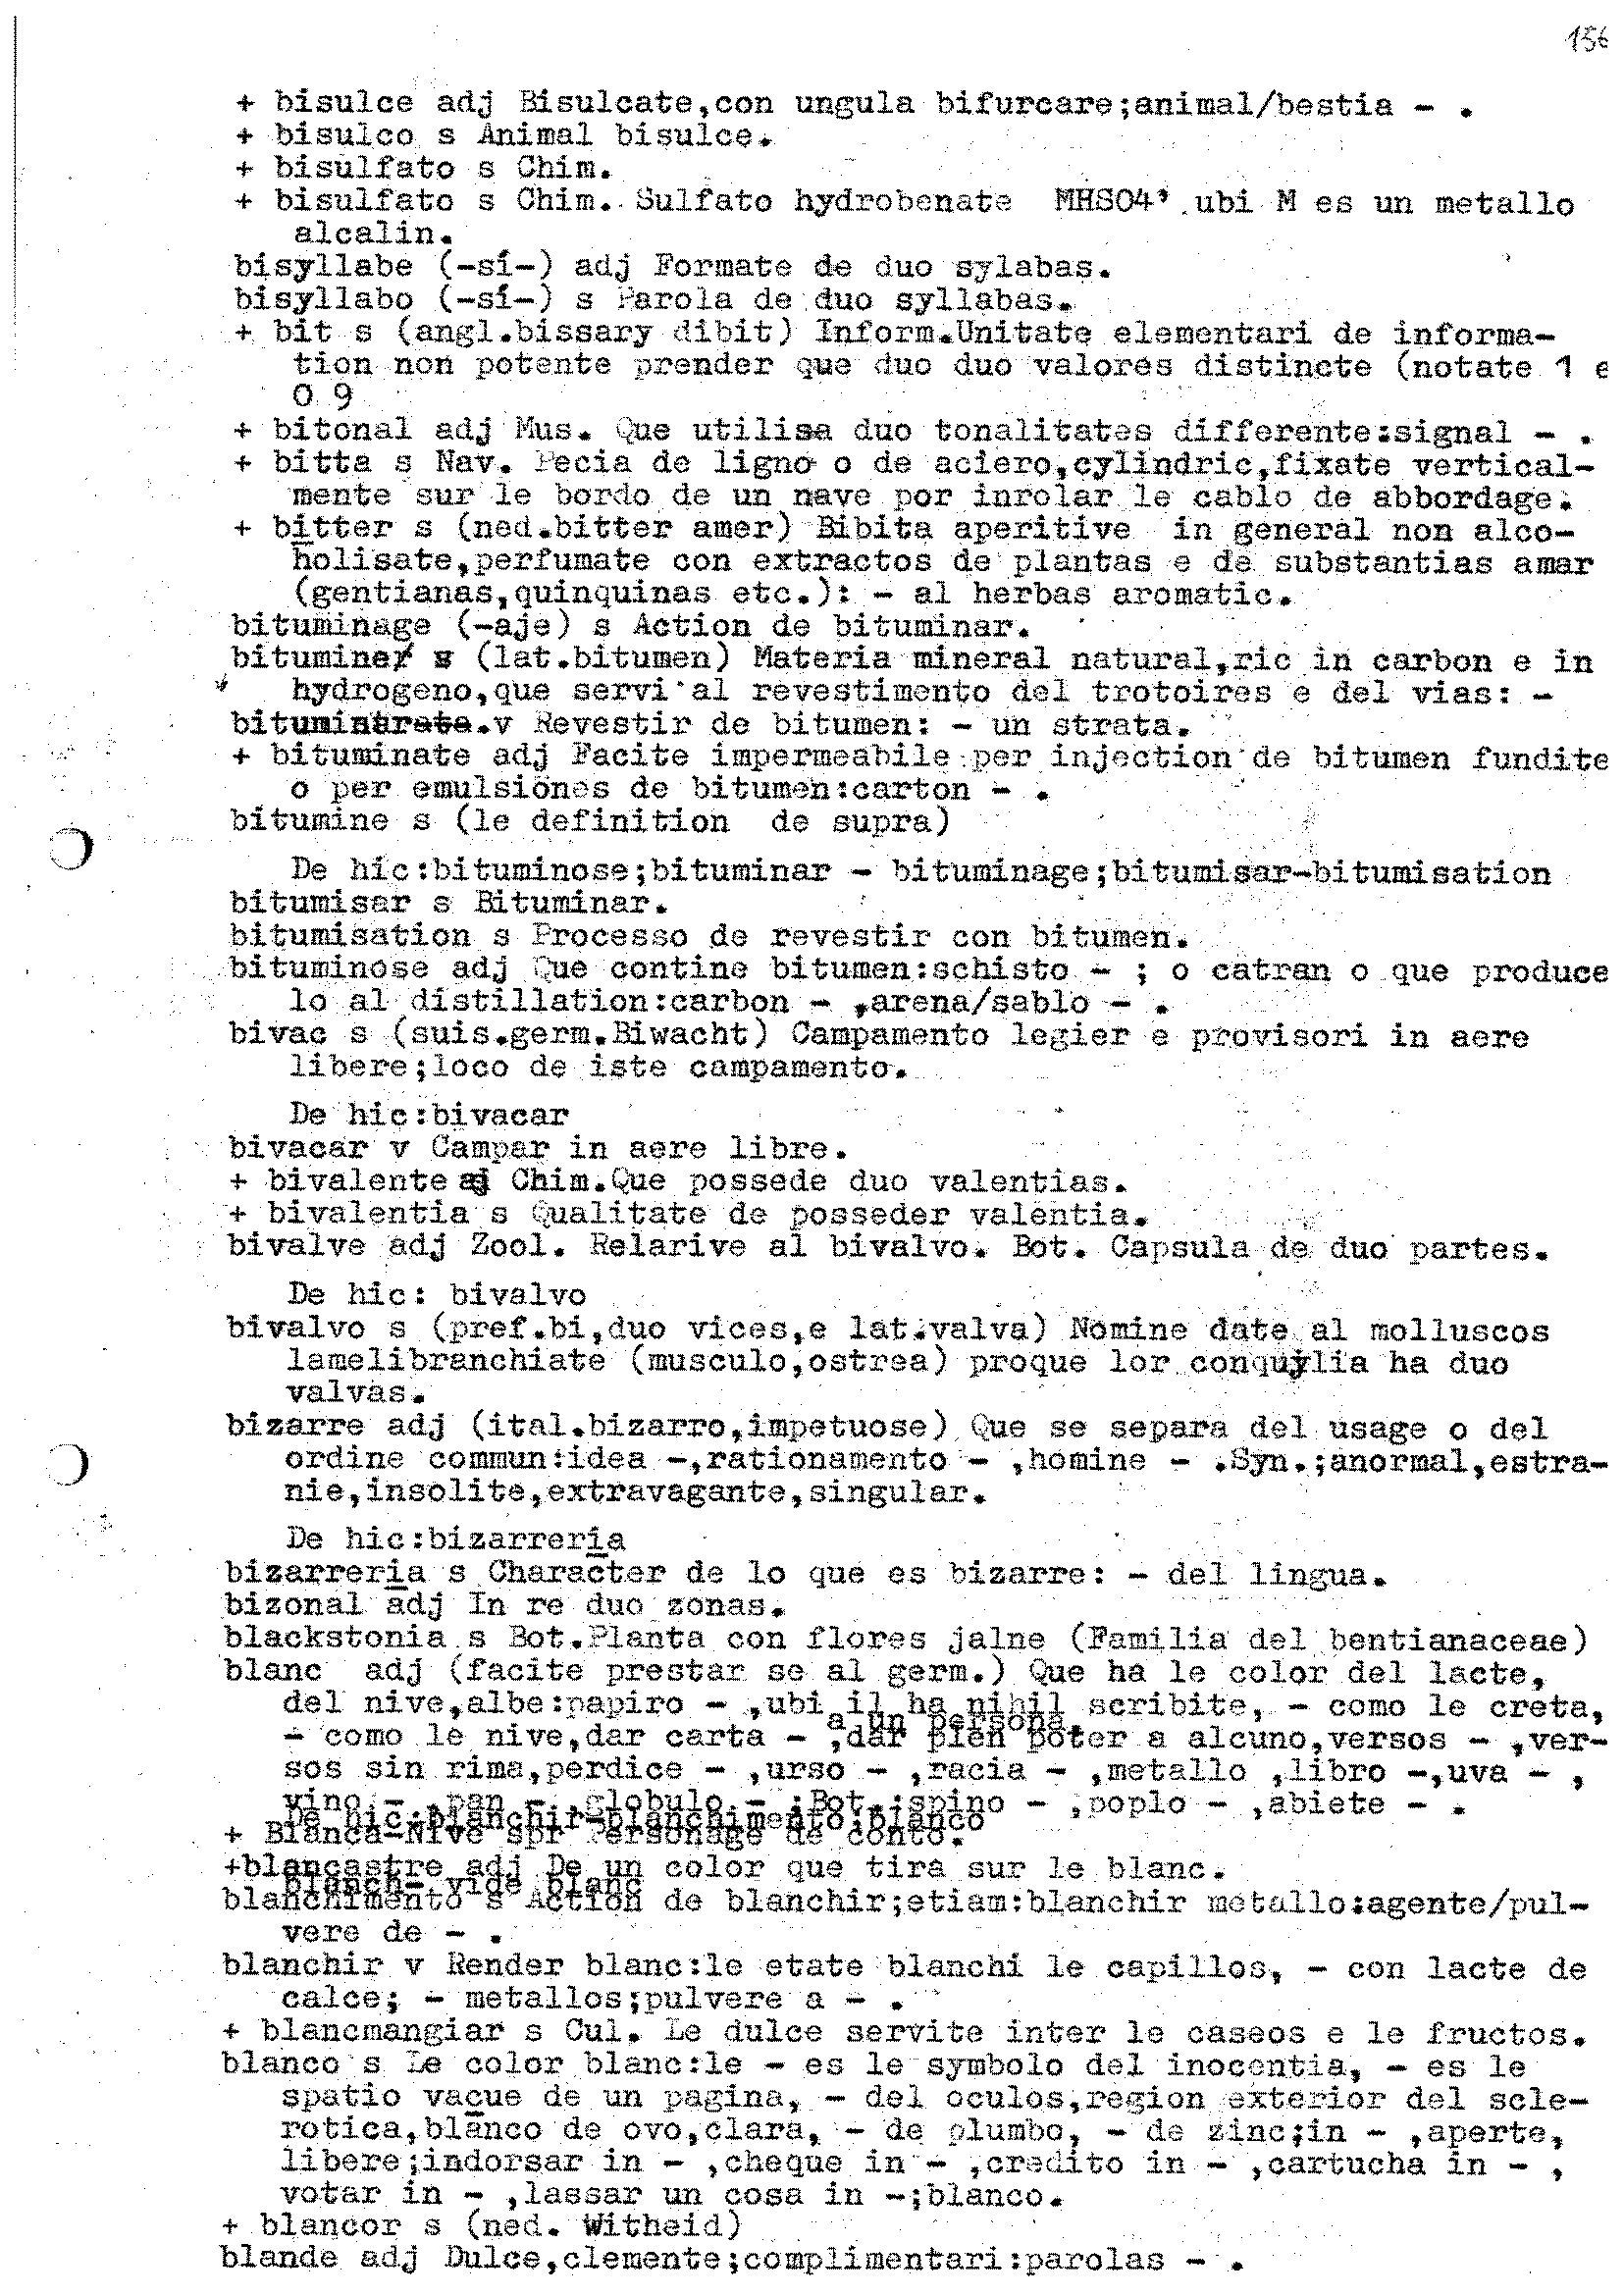 156
+ bisulce adj Bisulcate,con ungula bifurcare;animal/bestia - .
+ bisulco s Animal bisulce.
+ bisulfato s Chim.
+ bisulfato s Chim. Sulfato hydrobenate MHSO4' ubi M es un metallo
alcalin.
bisyllabe (-sí-) adj Formate de duo sylabas.
bisyllabo (-sí-) s Parola de duo syllabas.
+ bit s (angl.bissary dibit) Inform.Unitate elementari de informa-
tion non potente prender que duo duo valores distincte (notate 1 e
0 9
+ bitonal adj Mus. Que utilisa duo tonalitates differente:signal - .
+ bitta s Nav. Pecia de ligno o de aciero,cylindric,fixate vertical-
mente sur le bordo de un nave por inrolar le cablo de abbordage.
+ bitter s (ned.bitter amer) Bibita aperitive in general non alco-
holisate,perfumate con extractos de plantas e de substantias amar
(gentianas,quinquinas etc.): - al herbas aromatic.
bituminage (-aje) s Action de bituminar.
bitumine s (lat.bitumen) Materia mineral natural,ric in carbon e in
hydrogeno,que servi al revestimento del trotoires e del vias: -
v Revestir de bitumen: - un strata.
+ bituminate adj Facite impermeabile per injection de bitumen fundite
o per emulsiones de bitumen:carton - .
bitumine s (le definition de supra)
De hic:bituminose;bituminar - bituminage;bitumisar-bitumisation
bitumisar s Bituminar.
bitumisation s Processo de revestir con bitumen.
bituminose adj Que contine bitumen:schisto - ; o catran o que produce
lo al distillation:carbon - ,arena/sablo - .
bivac s (suis.germ.Biwacht) Campamento legier e provisori in aere
libere;loco de iste campamento.
De hic:bivacar
bivacar v Campar in aere libre.
+ bivalente aj Chim.Que possede duo valentias.
+ bivalentia s Qualitate de posseder valentia.
bivalve adj Zool. Relarive al bivalvo. Bot. Capsula de duo partes.
De hic: bivalvo
bivalvo s (pref.bi,duo vices,e lat.valva) Nomine date al molluscos
lamelibranchiate (musculo,ostrea) proque lor conquylia ha duo
valvas.
bizarre adj (ital.bizarro,impetuose) Que se separa del usage o del
ordine commun:idea -,rationamento - ,homine - .Syn.;anormal,estra-
nie,insolite,extravagante,singular.
De hic:bizarreria
bizarreria s Character de lo que es bizarre: - del lingua.
bizonal adj In re duo zonas.
blackstonia s Bot.Planta con flores jalne (Familia del bentianaceae)
blanc adj (facite prestar se al germ.) Que ha le color del lacte,
del nive,albe:papiro - ,ubi il ha nihil scribite, - como le creta,
a un persona,
- como le nive,dar carta - ,dar plen poter a alcuno,versos - ,ver-
sos sin rima,perdice - ,urso - ,racia - ,metallo ,libro -,uva - ,
vino - ,pan - ,globulo - ;Bot.:spino - ,poplo - ,abiete - .
De hic:blanchir-blanchimento;blanco
+ Blanca-Nive spr Personage de conto.
+blancastre adj De un color que tira sur le blanc.
blanch- vide blanc
blanchimento s Action de blanchir;etiam:blanchir metallo:agente/pul-
vere de - .
blanchir v Render blanc:le etate blanchi le capillos, - con lacte de
calce; - metallos;pulvere a - .
+ blancmangiar s Cul. Le dulce servite inter le caseos e le fructos.
blanco s Le color blanc:le - es le symbolo del inocentia, - es le
spatio vacue de un pagina, - del oculos,region exterior del scle-
rotica,blanco de ovo,clara, - de plumbo, - de zinc;in - ,aperte,
libere;indorsar in - ,cheque in - ,credito in - ,cartucha in - ,
votar in - ,lassar un cosa in -;blanco.
+ blancor s (ned. Witheid)
blande adj Dulce,clemente;complimentari:parolas - .